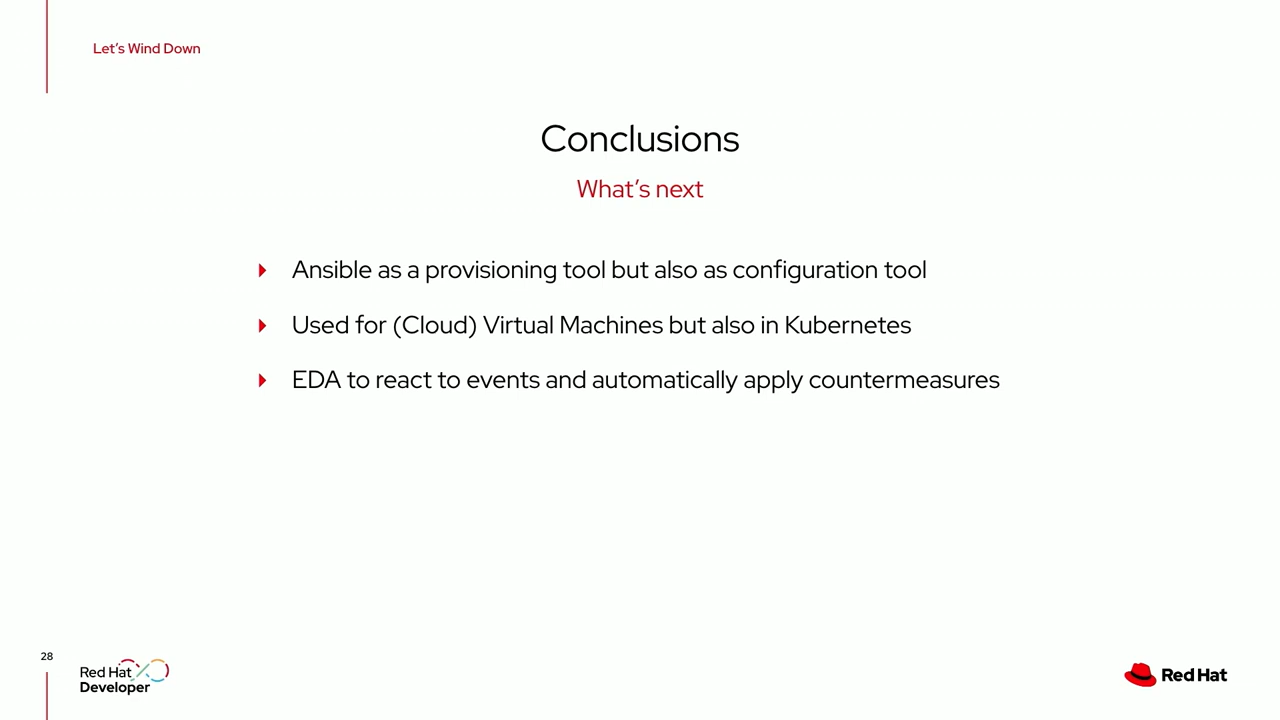 Let's Wind Down
Conclusions
What's next
Ansible as a provisioning tool but also as configuration tool
Used for (Cloud) Virtual Machines but also in Kubernetes
EDA to react to events and automatically apply countermeasures
28
Red Hat
Developer
Red Hat